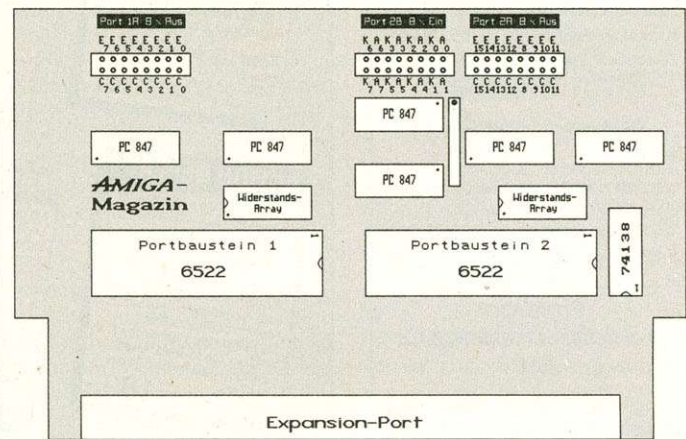 Port 1A: 8 x Aus
Port 2B: 8 x Ein
Port 2A: 8 x Aus
E E E E E E E E
7 6 5 4 3 2 1 0
K A K A K A K A
6 6 3 3 2 2 0 0
E E E E E E E E
15 14 13 12 8 9 10 11
C C C C C C C C
7 6 5 4 3 2 1 0
K A K A K A K A
7 7 5 5 4 4 1 1
C C C C C C C C
15 14 13 12 8 9 10 11
PC 847
PC 847
PC 847
PC 847
PC 847
PC 847
AMIGA-
Magazin
Widerstands-
Array
Widerstands-
Array
Portbaustein 1
6522
Portbaustein 2
6522
74138
1
1
1
Expansion-Port